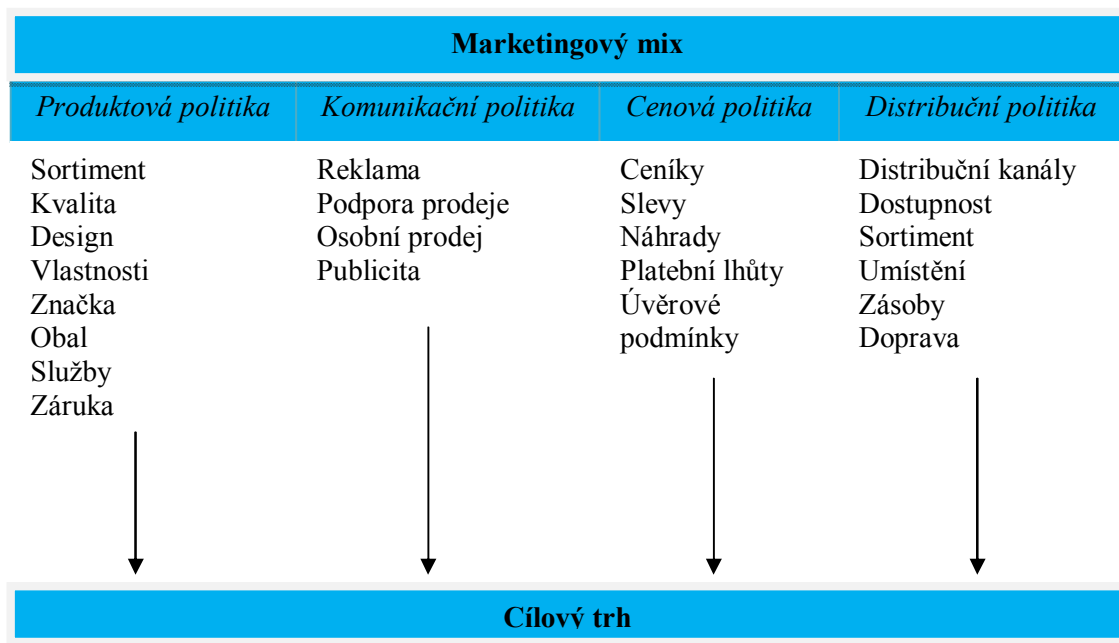 Marketingový mix
Produktová politika
Komunikační politika
Cenová politika
Distribuční politika
Sortiment
Kvalita
Design
Vlastnosti
Značka
Obal
Služby
Záruka
Reklama
Podpora prodeje
Osobní prodej
Publicita
Ceníky
Slevy
Náhrady
Platební lhůty
Úvěrové
podmínky
Distribuční kanály
Dostupnost
Sortiment
Umístění
Zásoby
Doprava
Cílový trh